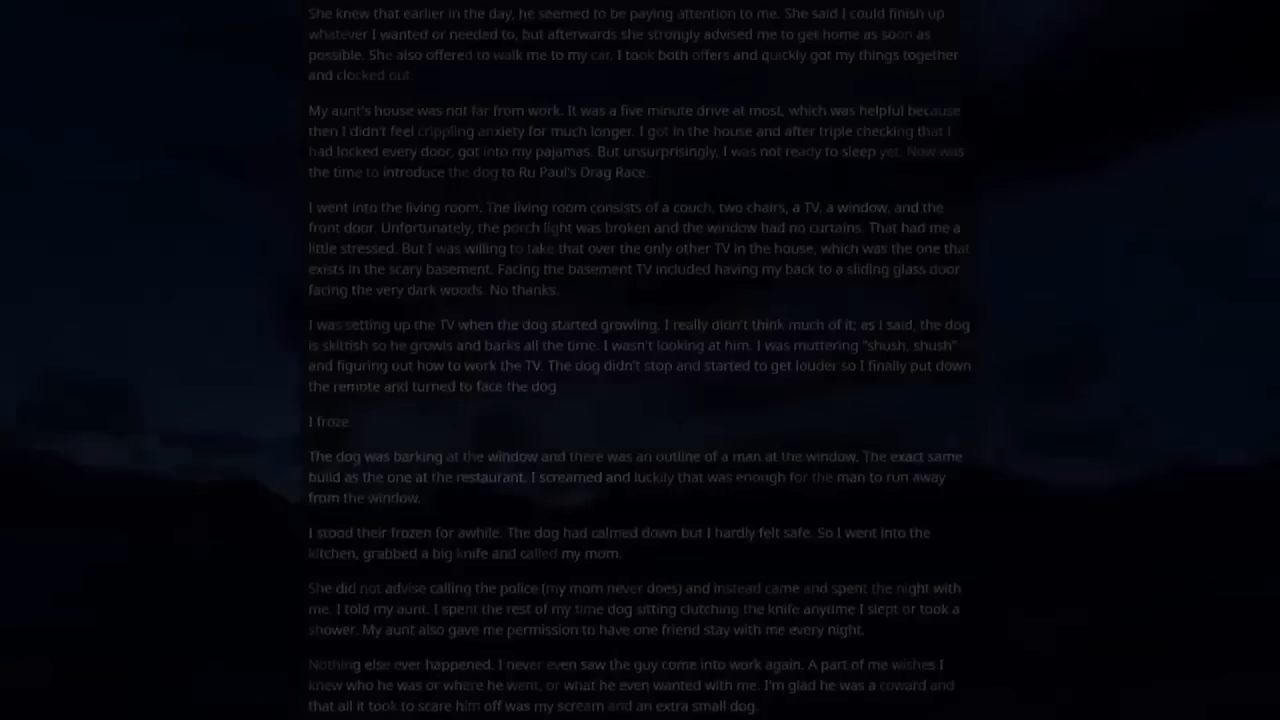 She knew that earlier in the day, he seemed to be paying attention to me. She said I could finish up
whatever I wanted or needed to, but afterwards she strongly advised me to get home as soon as
possible. She also offered to walk me to my car. I took both offers and quickly got my things together
and clocked out.
My aunt's house was not far from work. It was a five minute drive at most, which was helpful because
then I didn't feel crippling anxiety for much longer. I got in the house and after triple checking that I
had locked every door, got into my pajamas. But unsurprisingly, I was not ready to sleep yet. Now was
the time to introduce the dog to Ru Paul's Drag Race.
I went into the living room. The living room consists of a couch, two chairs, a TV, a window, and the
front door. Unfortunately, the porch light was broken and the window had no curtains. That had me a
little stressed. But I was willing to take that over the only other TV in the house, which was the one that
exists in the scary basement. Facing the basement TV included having my back to a sliding glass door
facing the very dark woods. No thanks.
I was setting up the TV when the dog started growling. I really didn't think much of it; as I said, the dog
is skittish so he growls and barks all the time. I wasn't looking at him. I was muttering "shush, shush"
and figuring out how to work the TV. The dog didn't stop and started to get louder so I finally put down
the remote and turned to face the dog.
I froze.
The dog was barking at the window and there was an outline of a man at the window. The exact same
build as the one at the restaurant. I screamed and luckily that was enough for the man to run away
from the window.
I stood their frozen for awhile. The dog had calmed down but I hardly felt safe. So I went into the
kitchen, grabbed a big knife and called my mom.
She did not advise calling the police (my mom never does) and instead came and spent the night with
me. I told my aunt. I spent the rest of my time dog sitting clutching the knife anytime I slept or took a
shower. My aunt also gave me permission to have one friend stay with me every night.
Nothing else ever happened. I never even saw the guy come into work again. A part of me wishes I
knew who he was or where he went, or what he even wanted with me. I'm glad he was a coward and
that all it took to scare him off was my scream and an extra small dog.